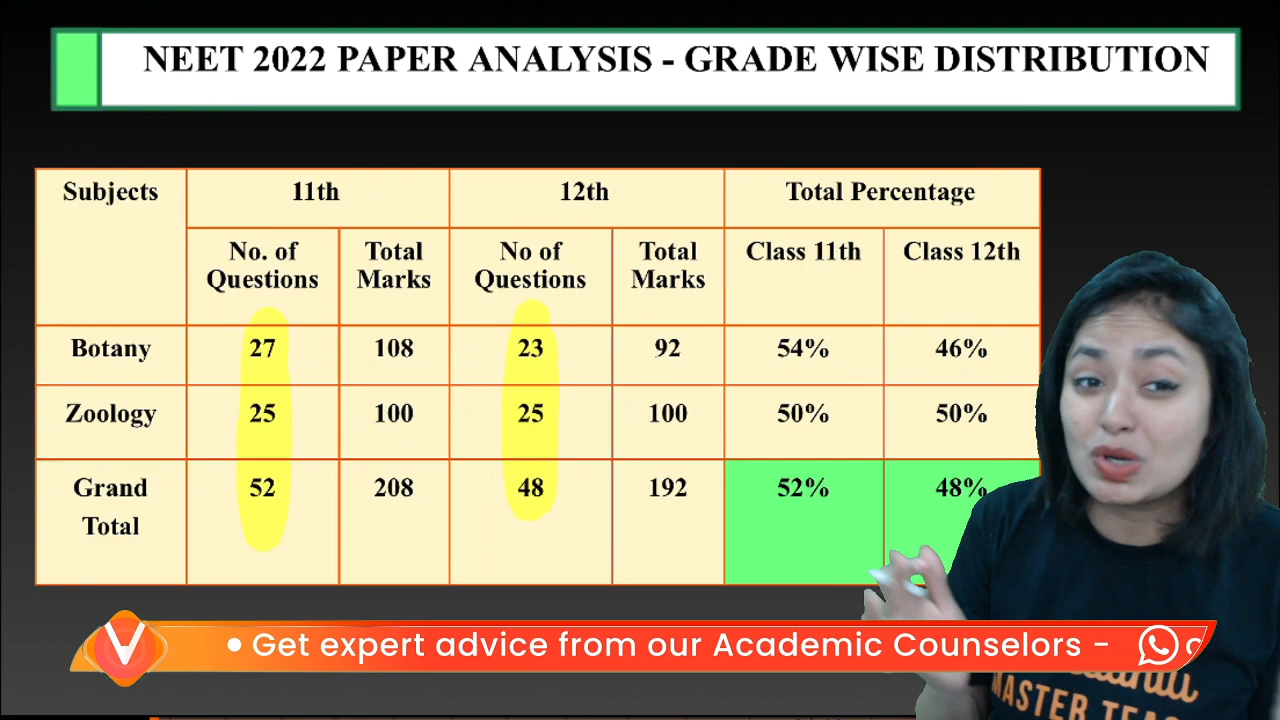 NEET 2022 PAPER ANALYSIS - GRADE WISE DISTRIBUTION
Subjects 11th 12th Total Percentage
No. of Questions Total Marks No of Questions Total Marks Class 11th Class 12th
Botany 27 108 23 92 54% 46%
Zoology 25 100 25 100 50% 50%
Grand Total 52 208 48 192 52% 48%
V • Get expert advice from our Academic Counselors -
MASTER